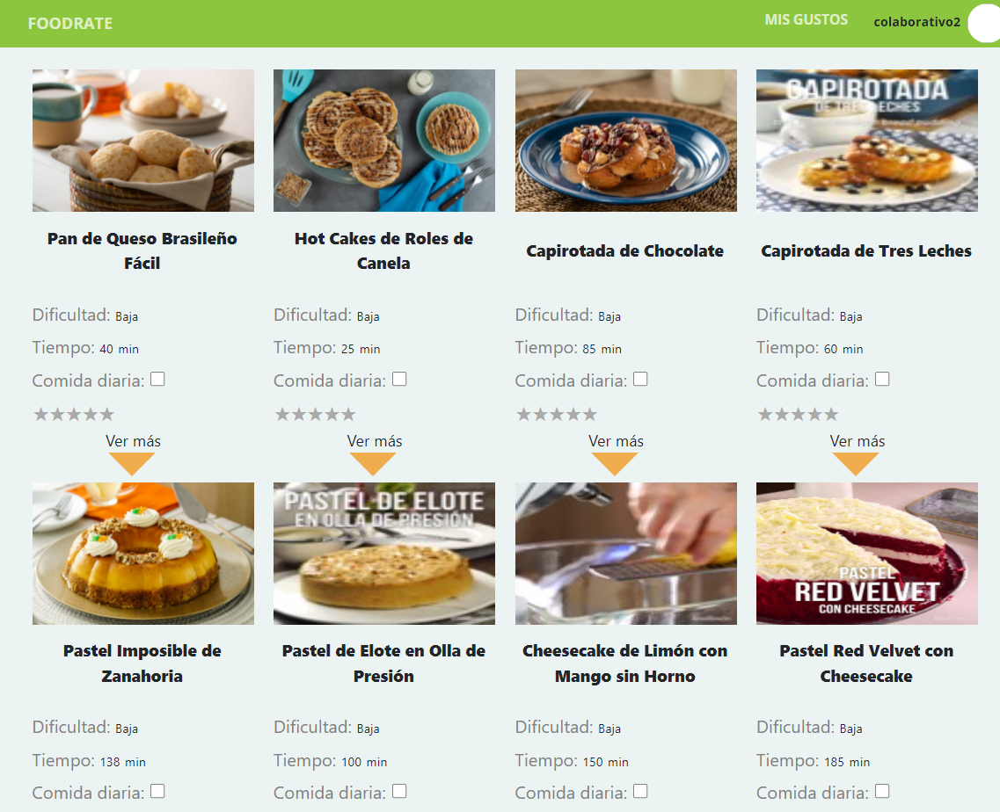 FOODRATE
MIS GUSTOS
colaborativo2
CAPIROTADA
DE TRES LECHES
Pan de Queso Brasileño
Fácil
Hot Cakes de Roles de
Canela
Capirotada de Chocolate
Capirotada de Tres Leches
Dificultad: Baja
Dificultad: Baja
Dificultad: Baja
Dificultad: Baja
Tiempo: 40 min
Tiempo: 25 min
Tiempo: 85 min
Tiempo: 60 min
Comida diaria:
Comida diaria:
Comida diaria:
Comida diaria:
★★★★★
★★★★★
★★★★★
★★★★★
Ver más
Ver más
Ver más
Ver más
PASTEL DE ELOTE
EN OLLA DE PRESIÓN
PASTEL
RED VELVET
CON CHEESECAKE
Pastel Imposible de
Zanahoria
Pastel de Elote en Olla de
Presión
Cheesecake de Limón con
Mango sin Horno
Pastel Red Velvet con
Cheesecake
Dificultad: Baja
Dificultad: Baja
Dificultad: Baja
Dificultad: Baja
Tiempo: 138 min
Tiempo: 100 min
Tiempo: 150 min
Tiempo: 185 min
Comida diaria:
Comida diaria:
Comida diaria:
Comida diaria: